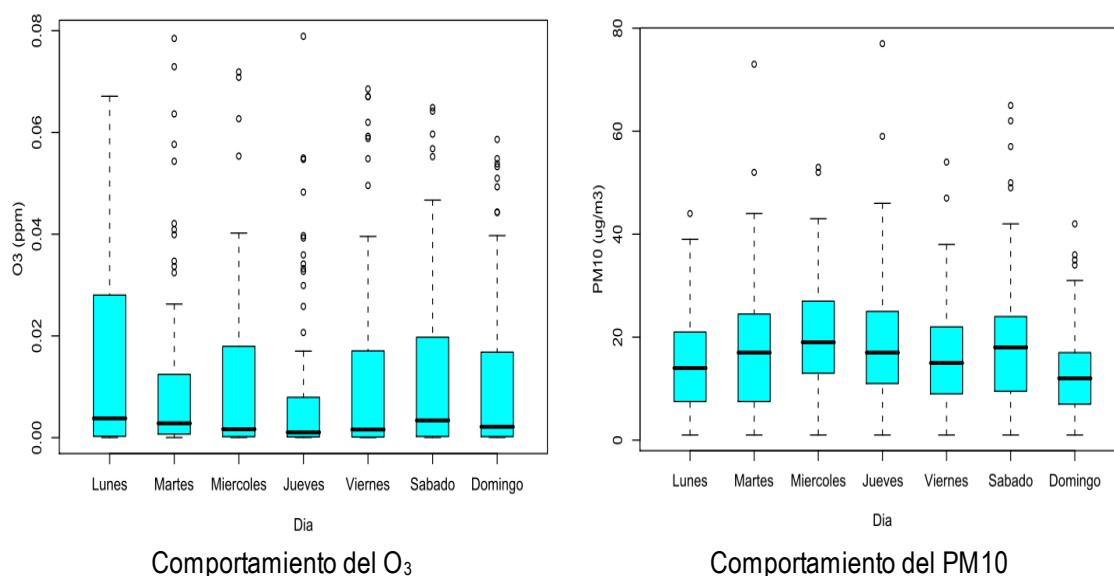 0.08
0.06
0.04
0.02
0.00
O3 (ppm)
Lunes Martes Miercoles Jueves Viernes Sabado Domingo
Dia
Comportamiento del O₃
80
60
40
20
0
PM10 (ug/m3)
Lunes Martes Miercoles Jueves Viernes Sabado Domingo
Dia
Comportamiento del PM10